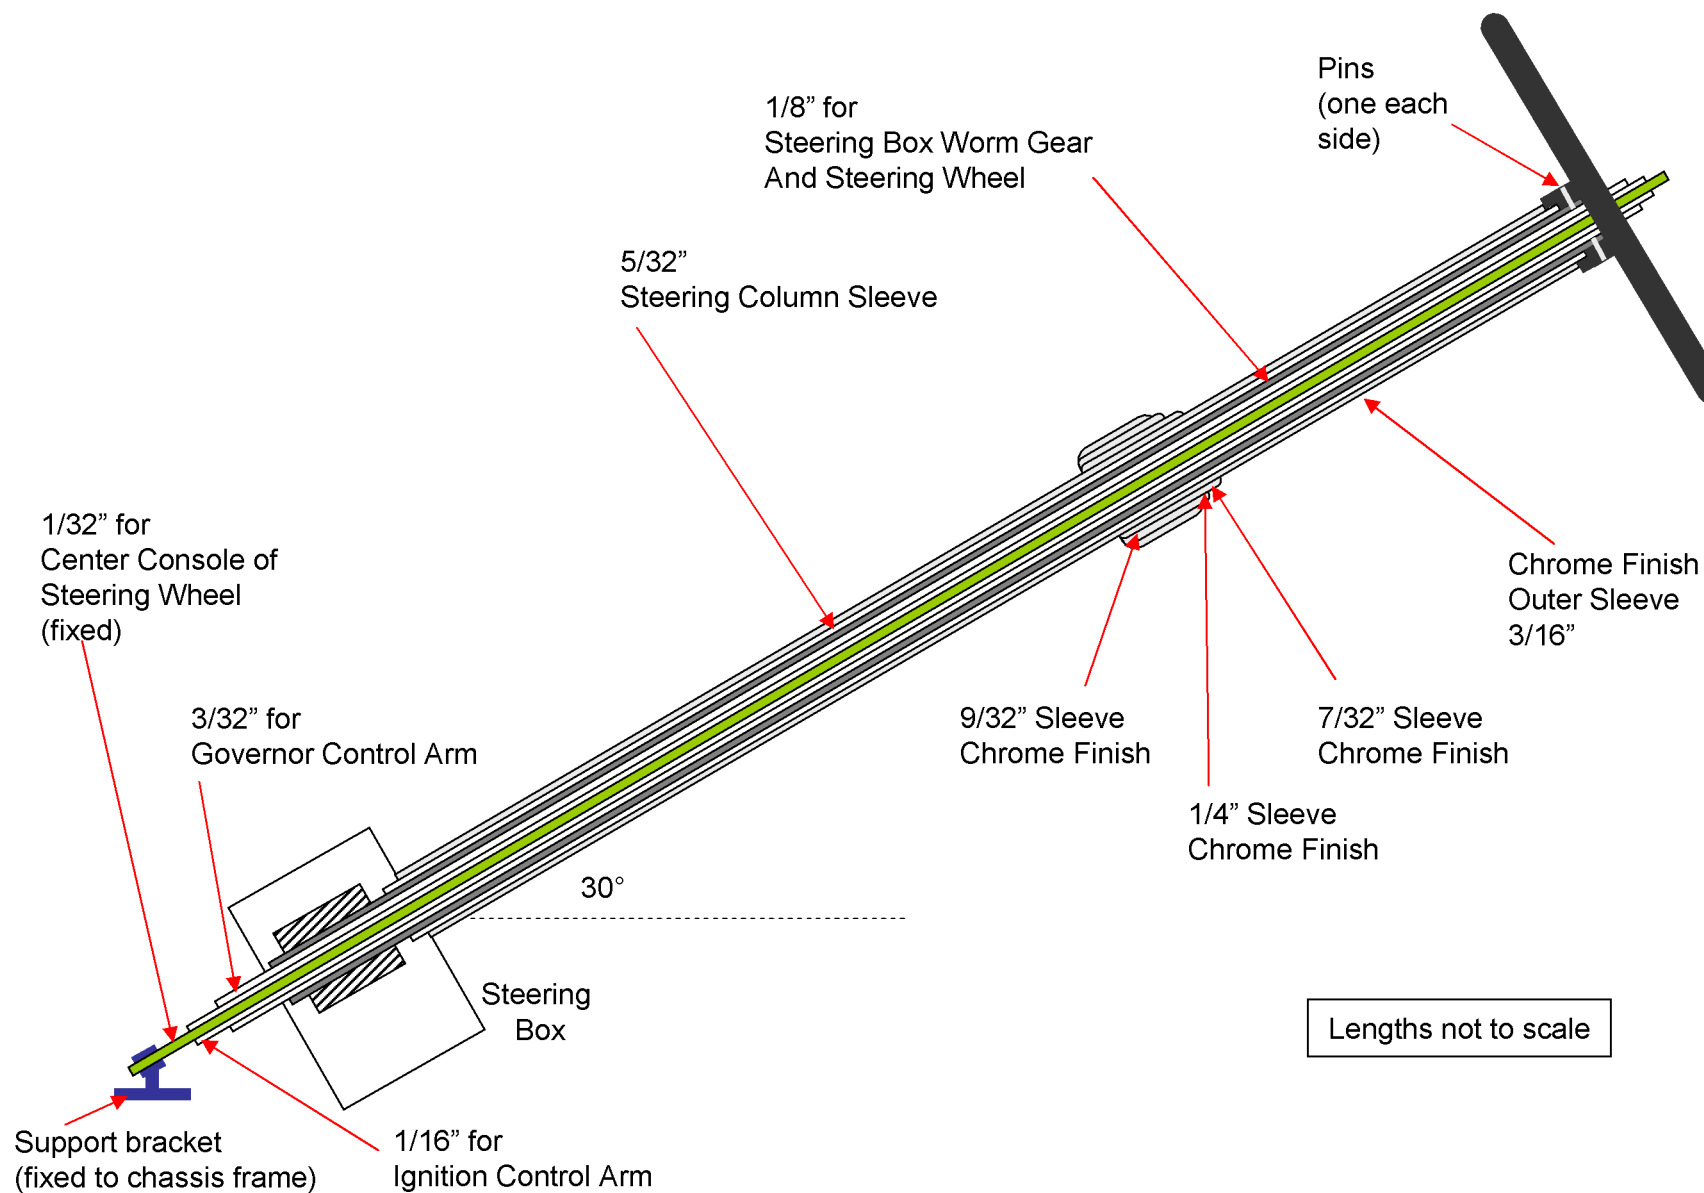 Pins
(one each
side)
1/8” for
Steering Box Worm Gear
And Steering Wheel
5/32”
Steering Column Sleeve
1/32” for
Center Console of
Steering Wheel
(fixed)
Chrome Finish
Outer Sleeve
3/16”
3/32” for
Governor Control Arm
9/32” Sleeve
Chrome Finish
7/32” Sleeve
Chrome Finish
1/4” Sleeve
Chrome Finish
30°
Steering
Box
Lengths not to scale
Support bracket
(fixed to chassis frame)
1/16” for
Ignition Control Arm